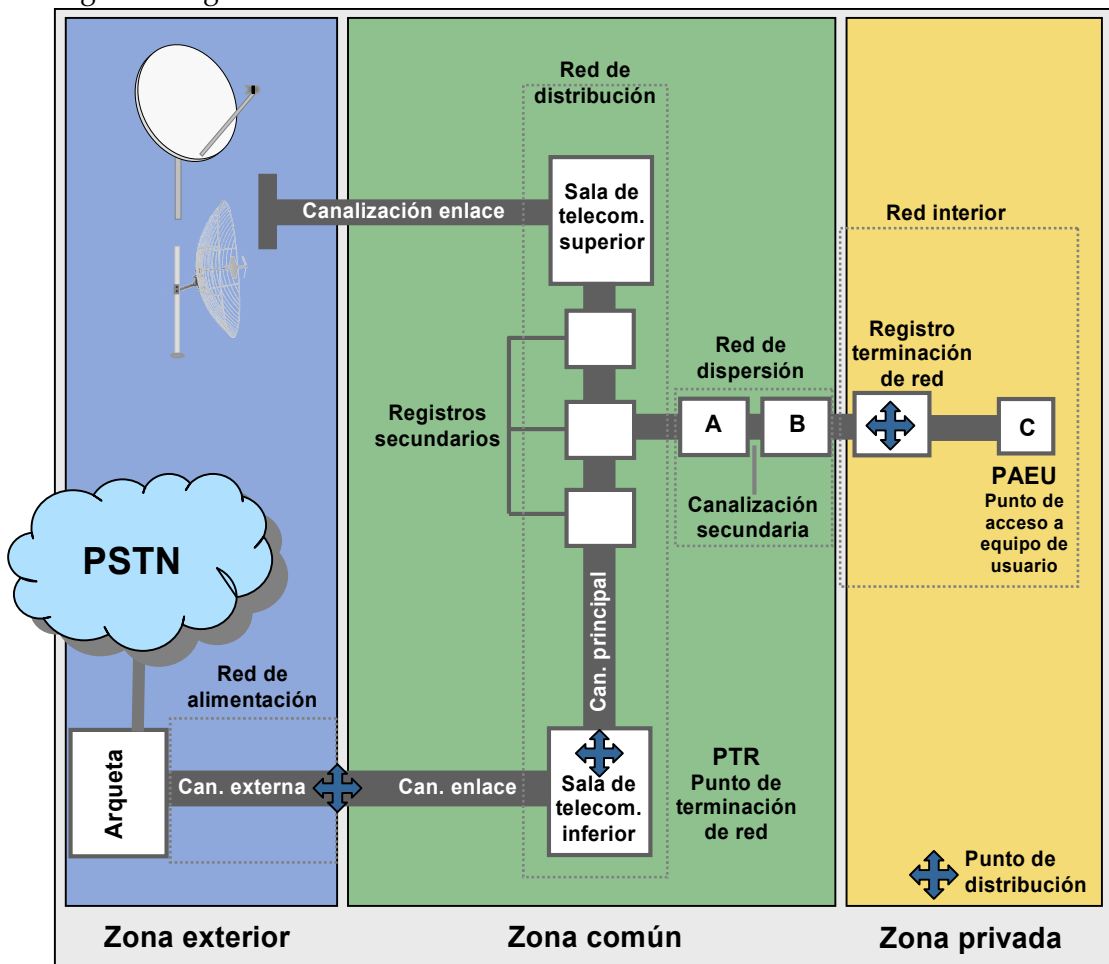 Red de
distribución
Sala de
telecom.
superior
Canalización enlace
Red interior
Registro
terminación
de red
Red de
dispersión
Registros
secundarios
A
B
C
PAEU
Punto de
acceso a
equipo de
usuario
Canalización
secundaria
PSTN
Can. principal
Red de
alimentación
Arqueta
Can. externa
Can. enlace
Sala de
telecom.
inferior
PTR
Punto de
terminación
de red
Punto de
distribución
Zona exterior
Zona común
Zona privada